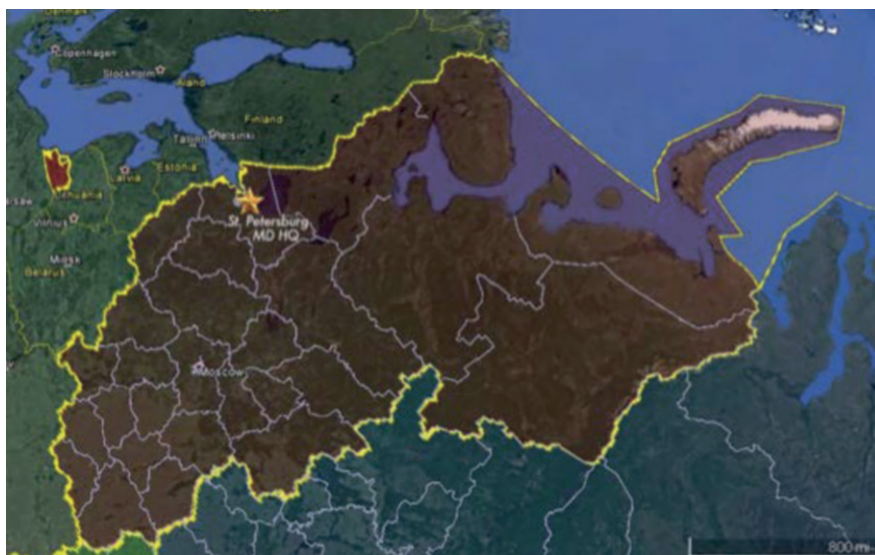 Denmark
Copenhagen
Stockholm
Aland
Finland
Tallinn
Helsinki
Estonia
Latvia
Lithuania
Vilnius
Minsk
Belarus
St. Petersburg
MD HQ
Moscow
800 mi